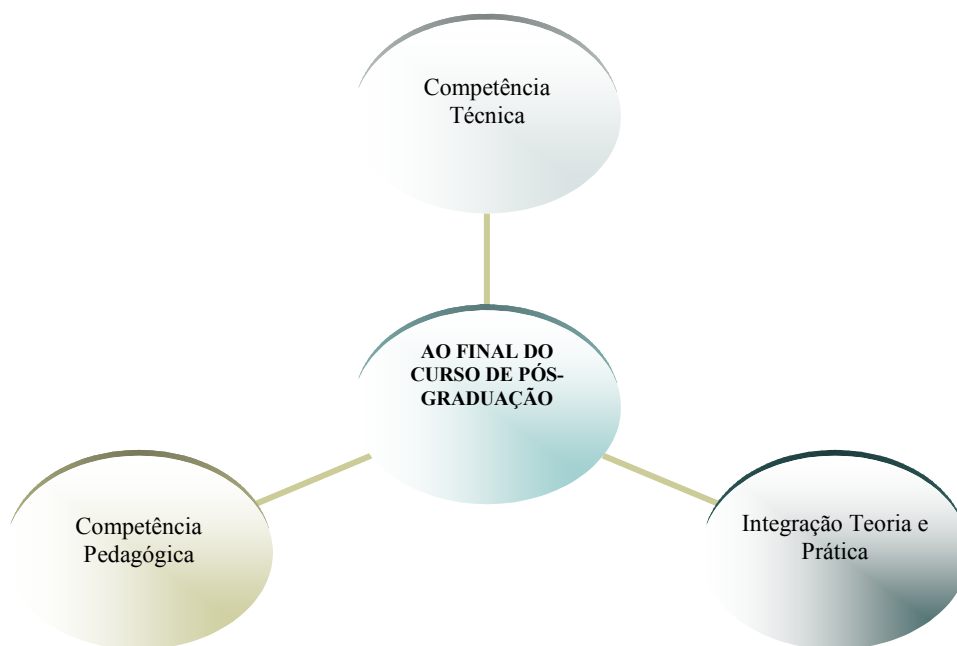 Competência
Técnica
AO FINAL DO
CURSO DE PÓS-
GRADUAÇÃO
Competência
Pedagógica
Integração Teoria e
Prática